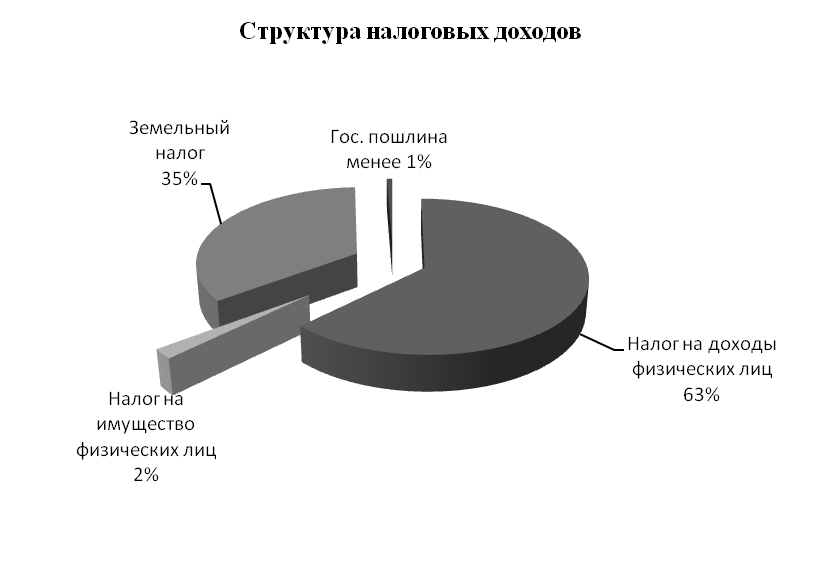 Структура налоговых доходов
Земельный
налог
35%
Гос. пошлина
менее 1%
Налог на доходы
физических лиц
63%
Налог на
имущество
физических лиц
2%